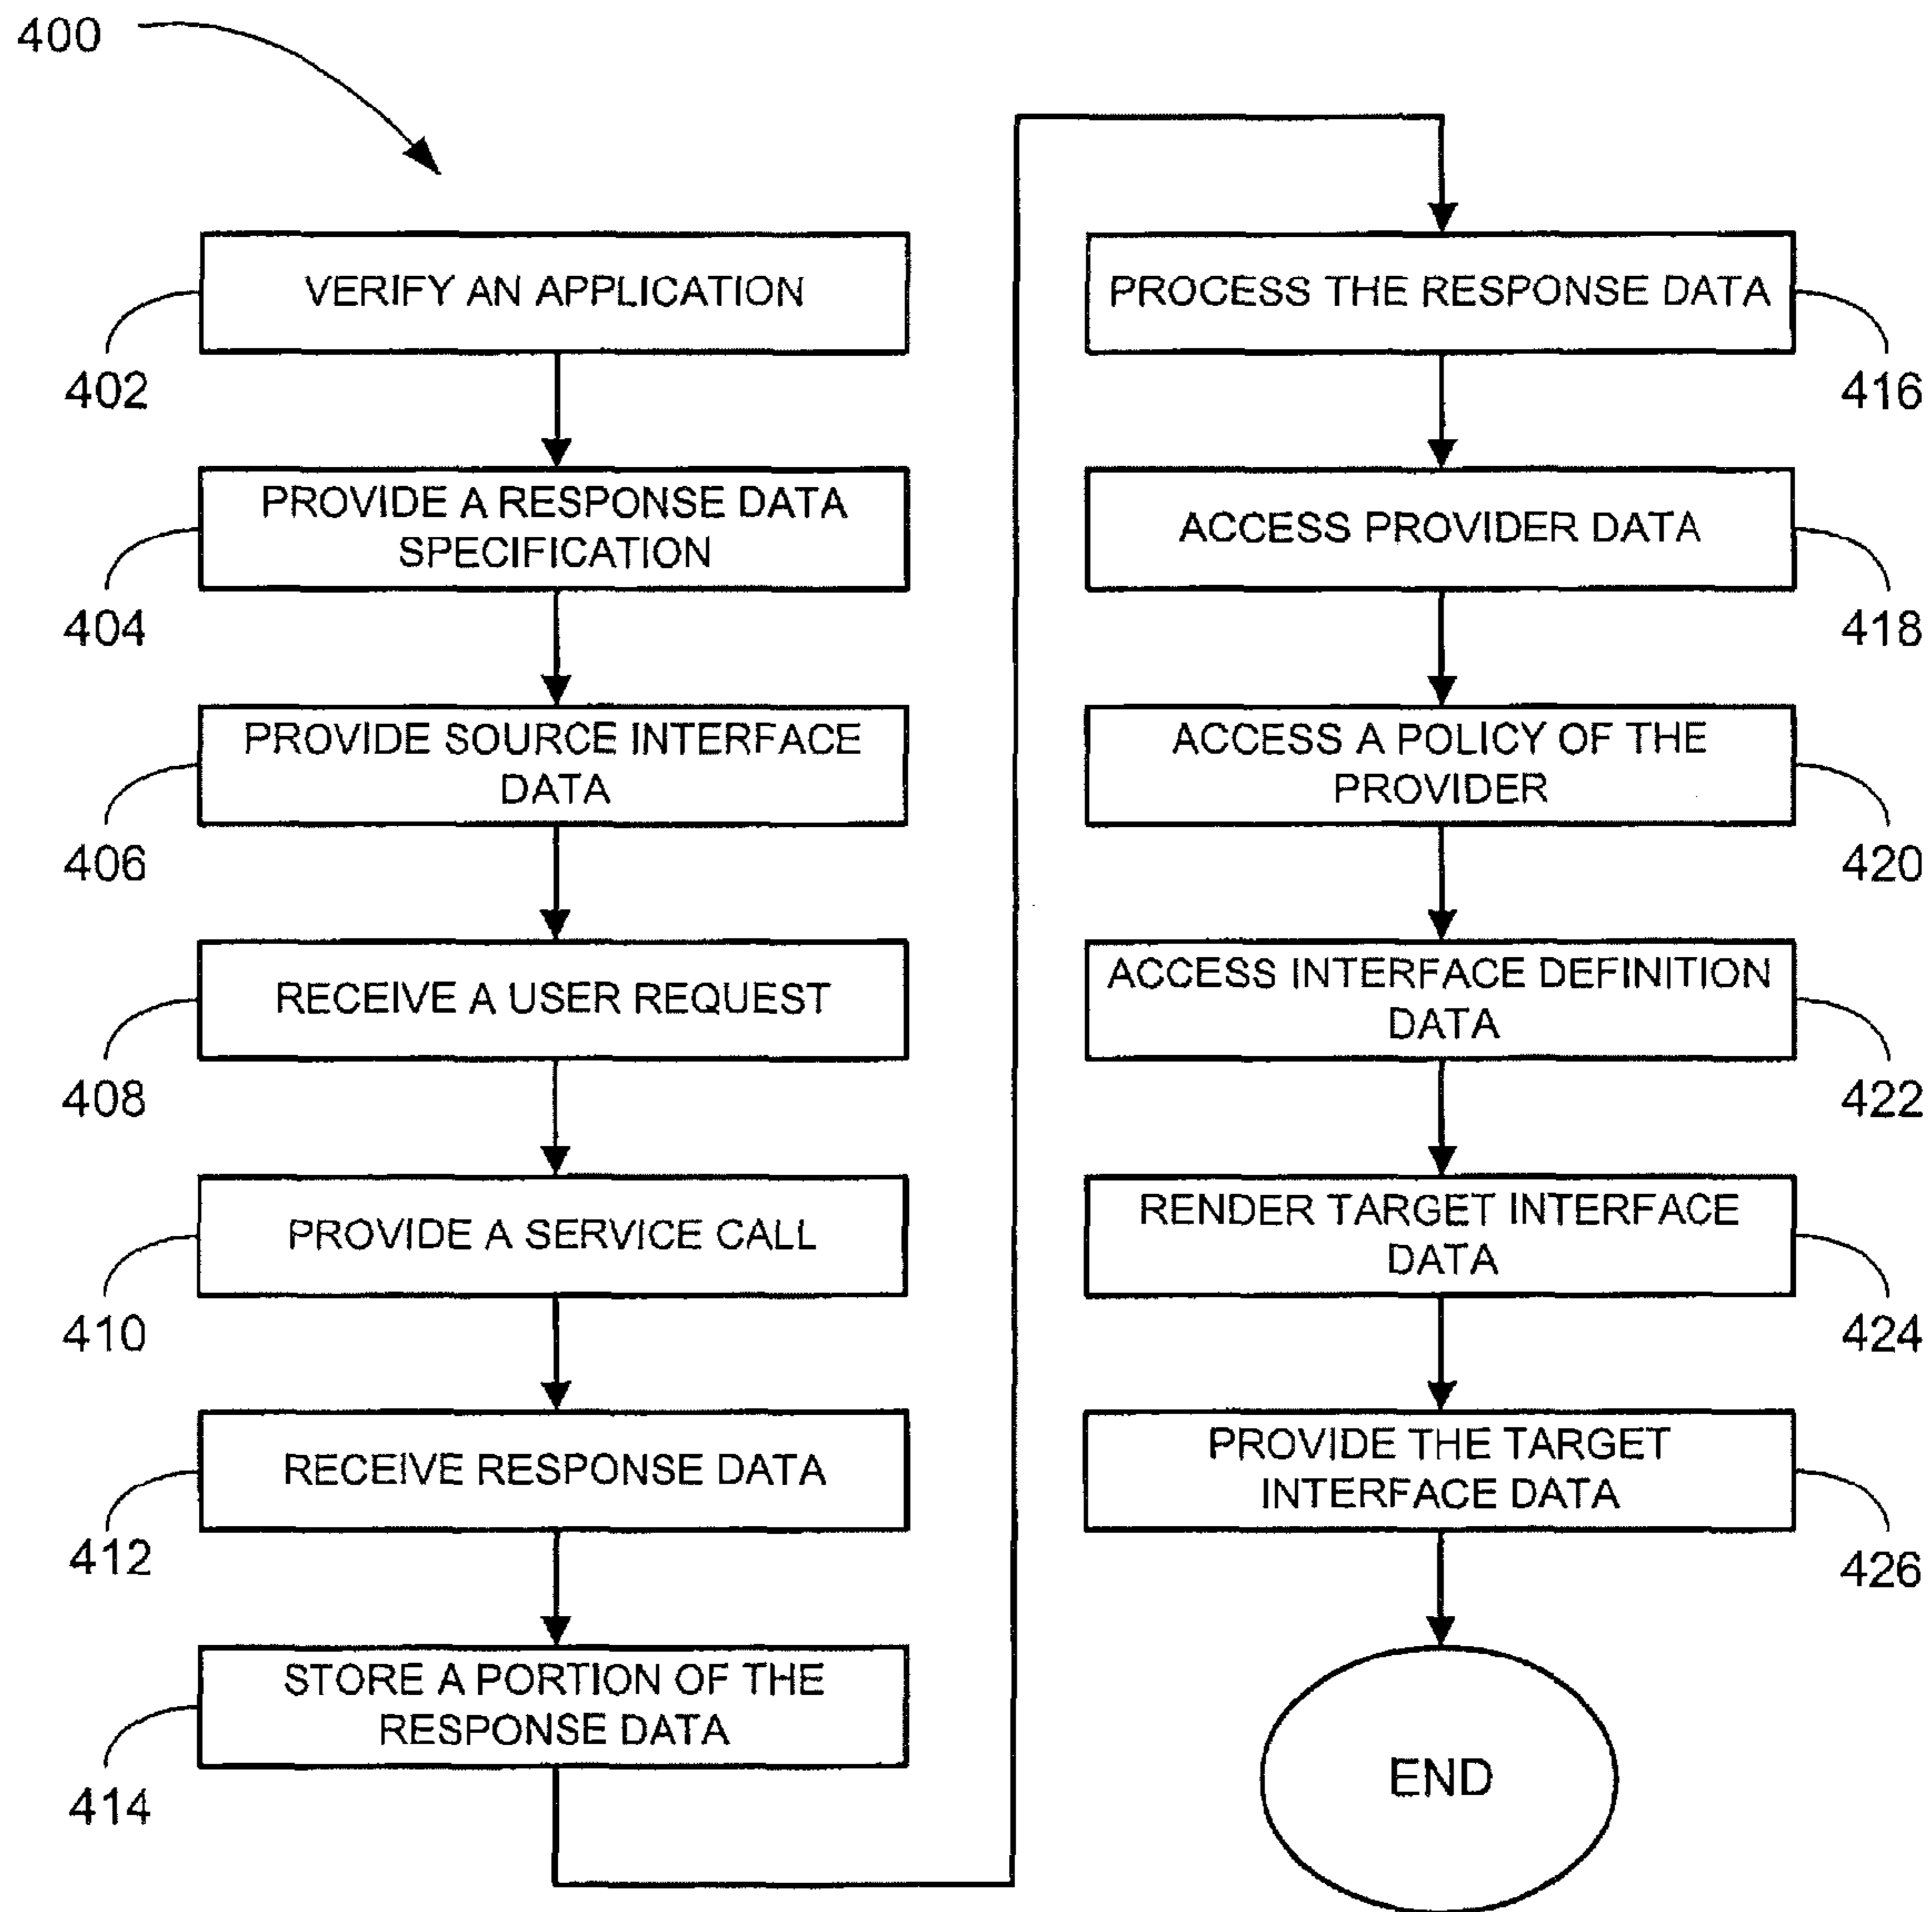 400
VERIFY AN APPLICATION
402
PROVIDE A RESPONSE DATA
SPECIFICATION
404
PROVIDE SOURCE INTERFACE
DATA
406
RECEIVE A USER REQUEST
408
PROVIDE A SERVICE CALL
410
RECEIVE RESPONSE DATA
412
STORE A PORTION OF THE
RESPONSE DATA
414
PROCESS THE RESPONSE DATA
416
ACCESS PROVIDER DATA
418
ACCESS A POLICY OF THE
PROVIDER
420
ACCESS INTERFACE DEFINITION
DATA
422
RENDER TARGET INTERFACE
DATA
424
PROVIDE THE TARGET
INTERFACE DATA
426
END